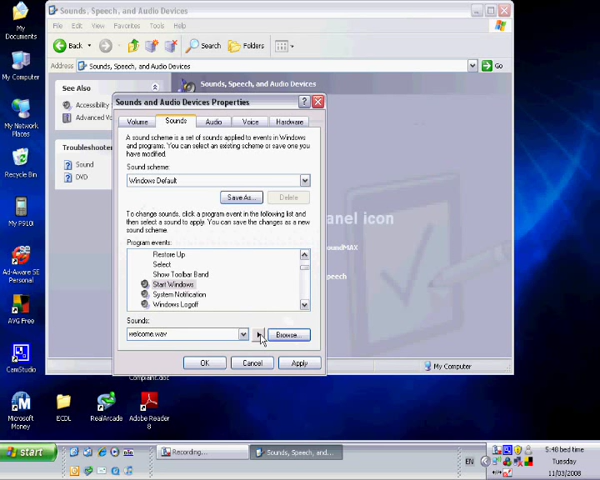 Sounds, Speech, and Audio Devices
File Edit View Favorites Tools Help
Back Search Folders
Address Sounds, Speech, and Audio Devices Go
See Also
Accessibility
Advanced Vo
Troubleshooter
Sound
DVD
Sounds, Speech, and Audio Devices
anel icon
oundMAX
peech
Sounds and Audio Devices Properties
Volume Sounds Audio Voice Hardware
A sound scheme is a set of sounds applied to events in Windows
and programs. You can select an existing scheme or save one you
have modified.
Sound scheme:
Windows Default
Save As... Delete
To change sounds, click a program event in the following list and
then select a sound to apply. You can save the changes as a new
sound scheme.
Program events:
Restore Up
Select
Show Toolbar Band
Start Windows
System Notification
Windows Logoff
Sounds:
welcome.wav Browse...
OK Cancel Apply
My Computer
My
Documents
My Computer
My Network
Places
Recycle Bin
My P910i
Ad-Aware SE
Personal
AVG Free
CamStudio
Complaint.doc
Microsoft
Money
ECDL
RealArcade
Adobe Reader
8
start
Recording...
Sounds, Speech, and...
EN
5:48 bed time
Tuesday
11/03/2008